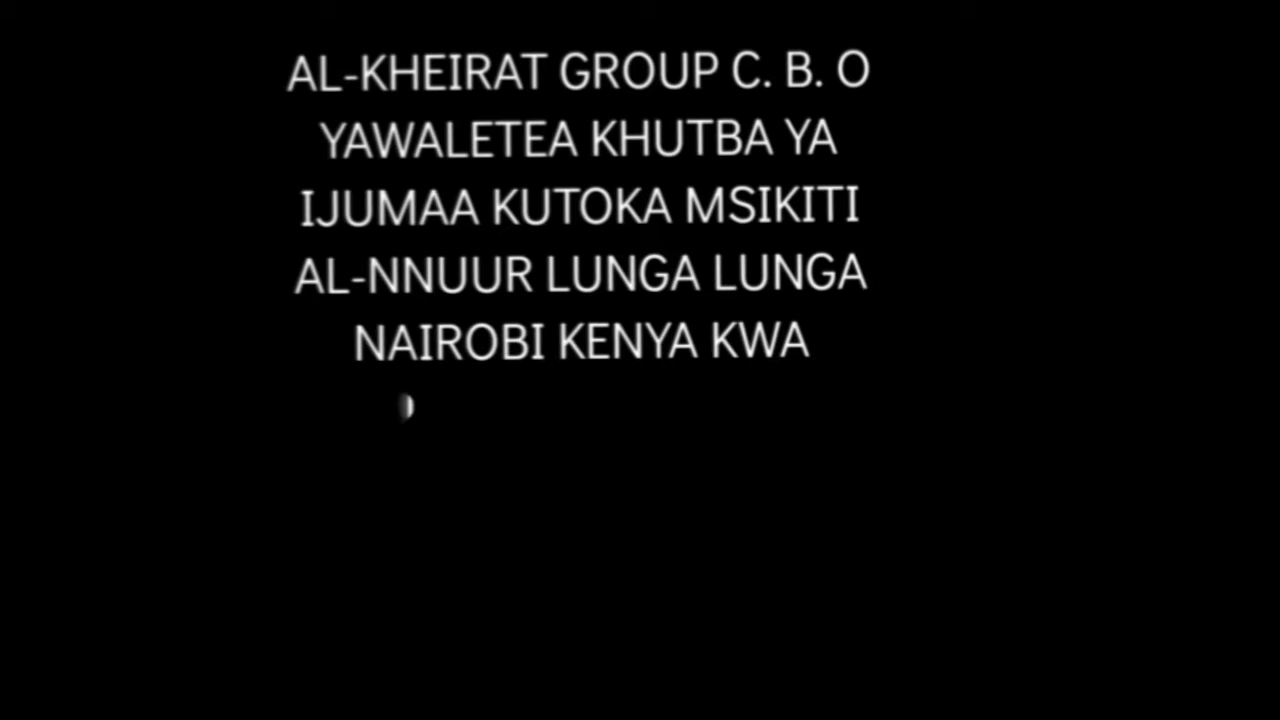 AL-KHEIRAT GROUP C. B. O
YAWALETEA KHUTBA YA
IJUMAA KUTOKA MSIKITI
AL-NNUUR LUNGA LUNGA
NAIROBI KENYA KWA